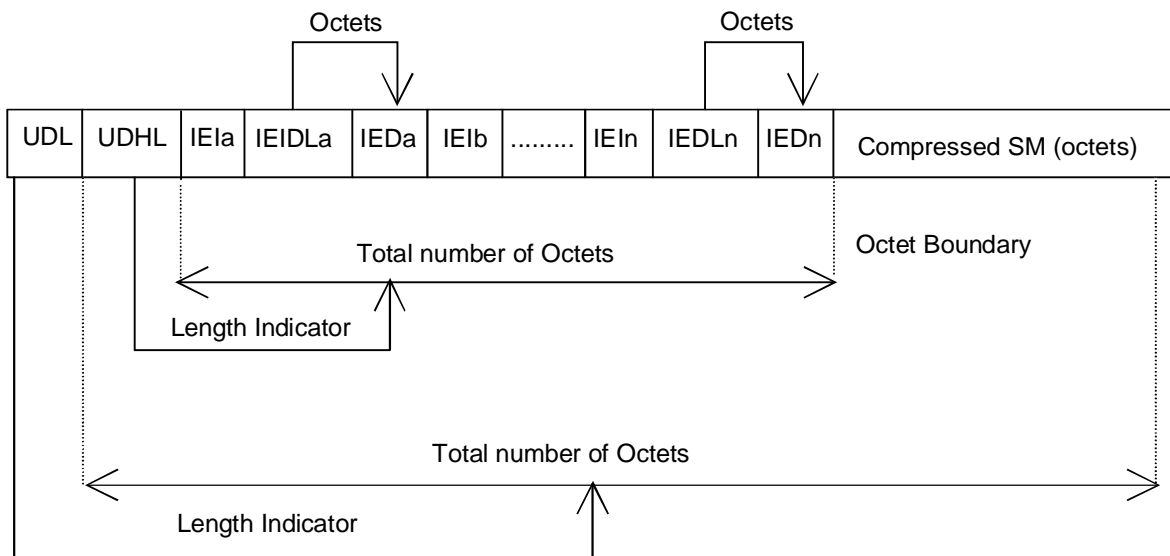 Octets Octets
UDL UDHL IEIa IEIDLa IEDa IEIb ......... IEIn IEDLn IEDn Compressed SM (octets)
Total number of Octets Octet Boundary
Length Indicator
Total number of Octets
Length Indicator